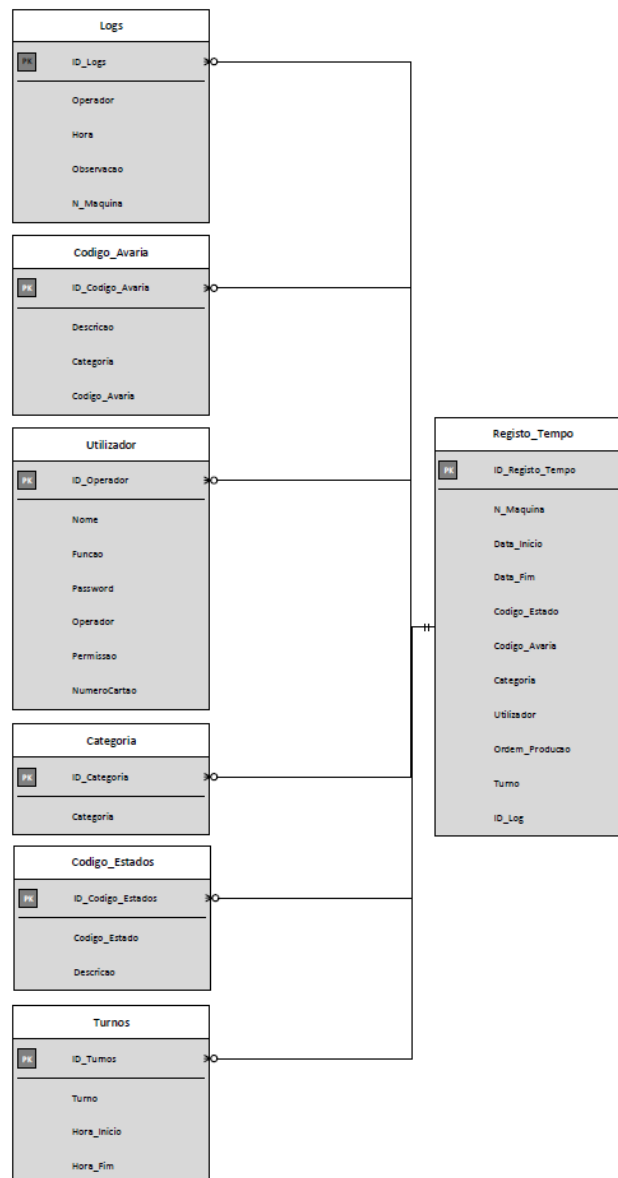 Logs
PK ID_Logs
Operador
Hora
Observacao
N_Maquina
Codigo_Avaria
PK ID_Codigo_Avaria
Descricao
Categoria
Codigo_Avaria
Utilizador
PK ID_Operador
Nome
Funcao
Password
Operador
Permissao
NumeroCartao
Categoria
PK ID_Categoria
Categoria
Codigo_Estados
PK ID_Codigo_Estados
Codigo_Estado
Descricao
Turnos
PK ID_Turnos
Turno
Hora_Inicio
Hora_Fim
Registo_Tempo
PK ID_Registo_Tempo
N_Maquina
Data_Inicio
Data_Fim
Codigo_Estado
Codigo_Avaria
Categoria
Utilizador
Ordem_Producao
Turno
ID_Log